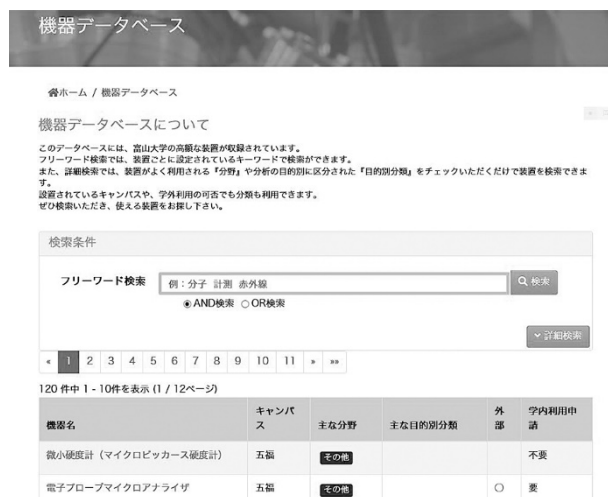 機器データベース
ホーム / 機器データベース
機器データベースについて
このデータベースには、富山大学の高額な装置が収録されています。
フリーワード検索では、装置ごとに設定されているキーワードで検索ができます。
また、詳細検索では、装置がよく利用される『分野』や分析の目的別に区分された『目的別分類』をチェックいただくだけで装置を検索できま
す。
設置されているキャンパスや、学外利用の可否でも分類も利用できます。
ぜひ検索いただき、使える装置をお探し下さい。
検索条件
フリーワード検索 例：分子 計測 赤外線 検索
AND検索 OR検索
詳細検索
« 1 2 3 4 5 6 7 8 9 10 11 » »»
120 件中 1 - 10件を表示 (1 / 12ページ)
機器名 キャンパス 主な分野 主な目的別分類 外部 学内利用申請
微小硬度計（マイクロビッカース硬度計） 五福 その他 不要
電子プローブマイクロアナライザ 五福 その他 〇 要